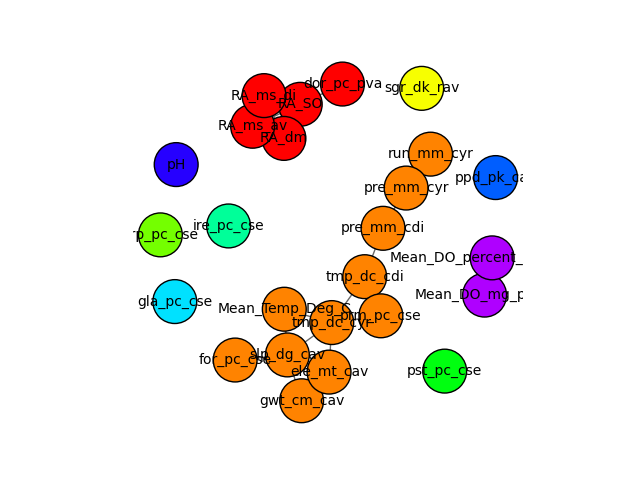 dor_pc_pva
sgr_dk_rav
RA_ms_di
RA_SO
RA_ms_av
RA_dm
run_mm_cyr
pH
ppd_pk_ca
pre_mm_cyr
pre_mm_cdi
ire_pc_cse
p_pc_cse
Mean_DO_percent_
tmp_dc_cdi
Mean_DO_mg_p
gla_pc_cse
Mean_Temp_Deg_C
prm_pc_cse
tmp_dc_cyr
slp_dg_cav
for_pc_cse
ele_mt_cav
pst_pc_cse
gwt_cm_cav